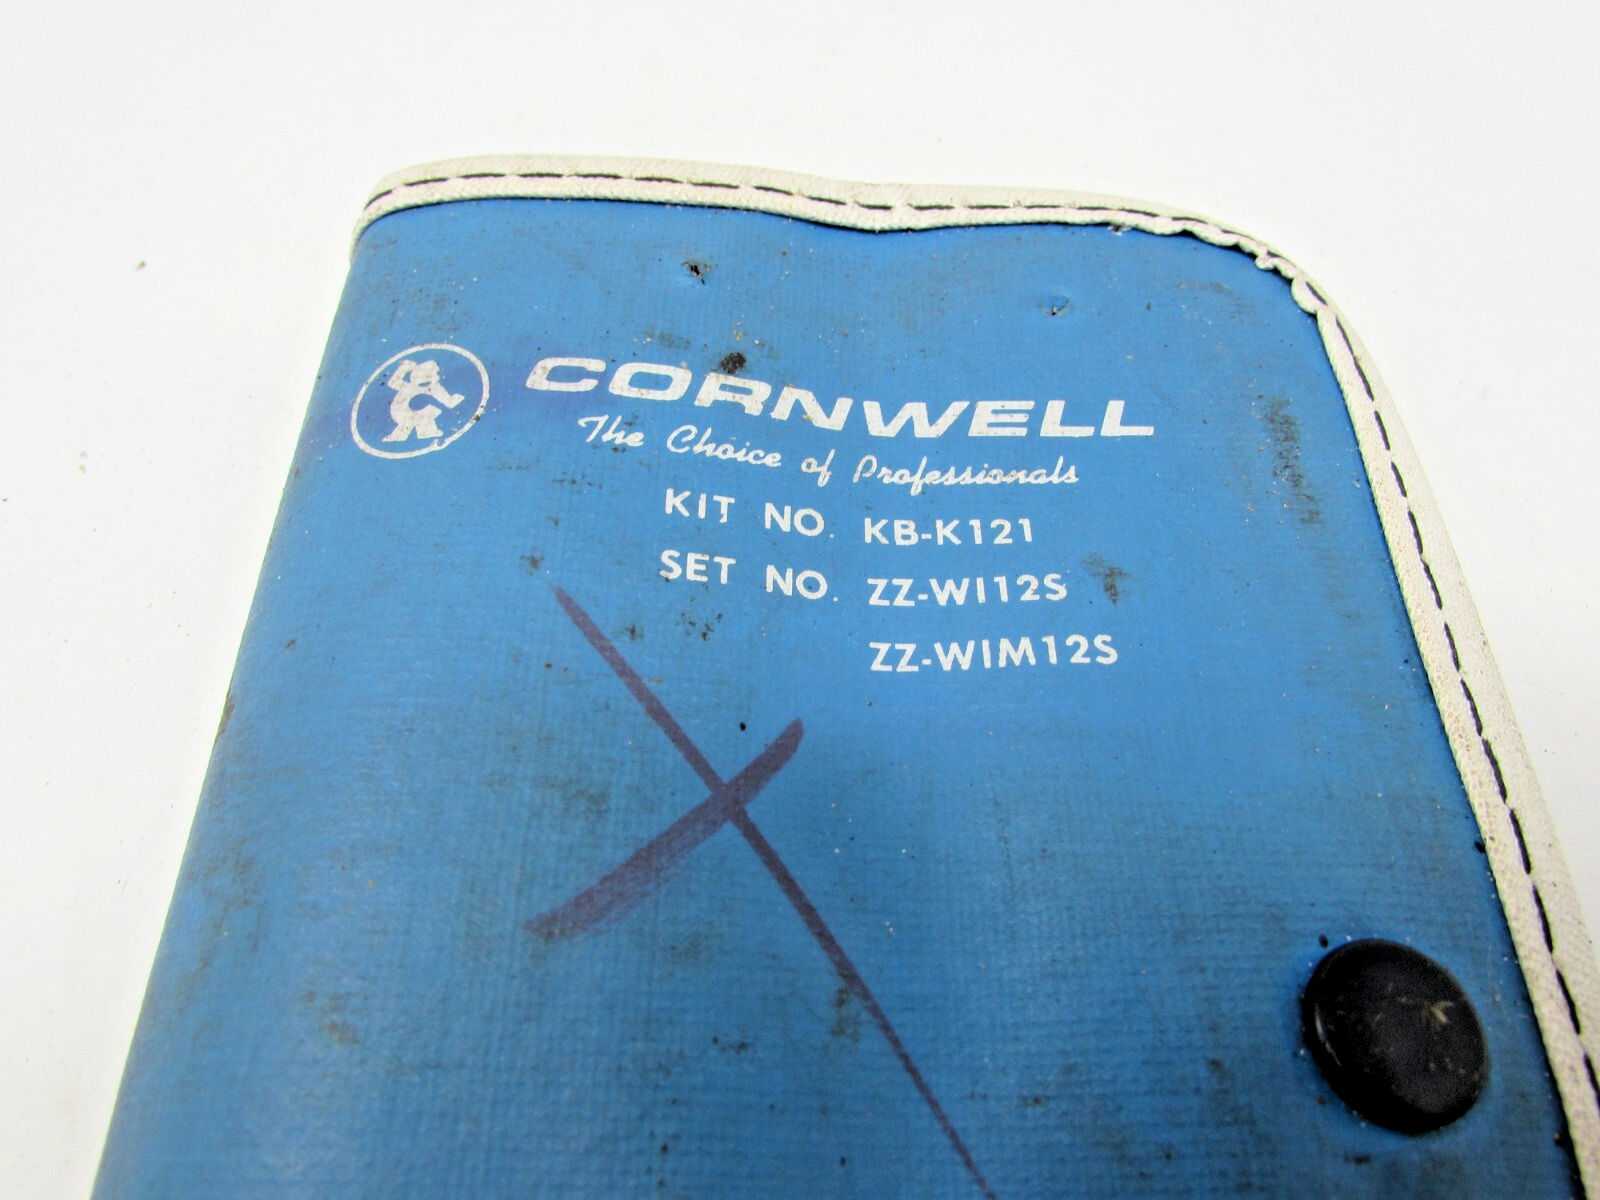 CORNWELL
The Choice of Professionals
KIT NO. KB-K121
SET NO. ZZ-WI12S
ZZ-WIM12S